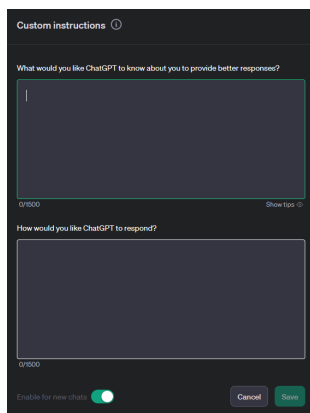 Custom instructions
What would you like ChatGPT to know about you to provide better responses?
0/1500 Show tips
How would you like ChatGPT to respond?
0/1500
Enable for new chats Cancel Save